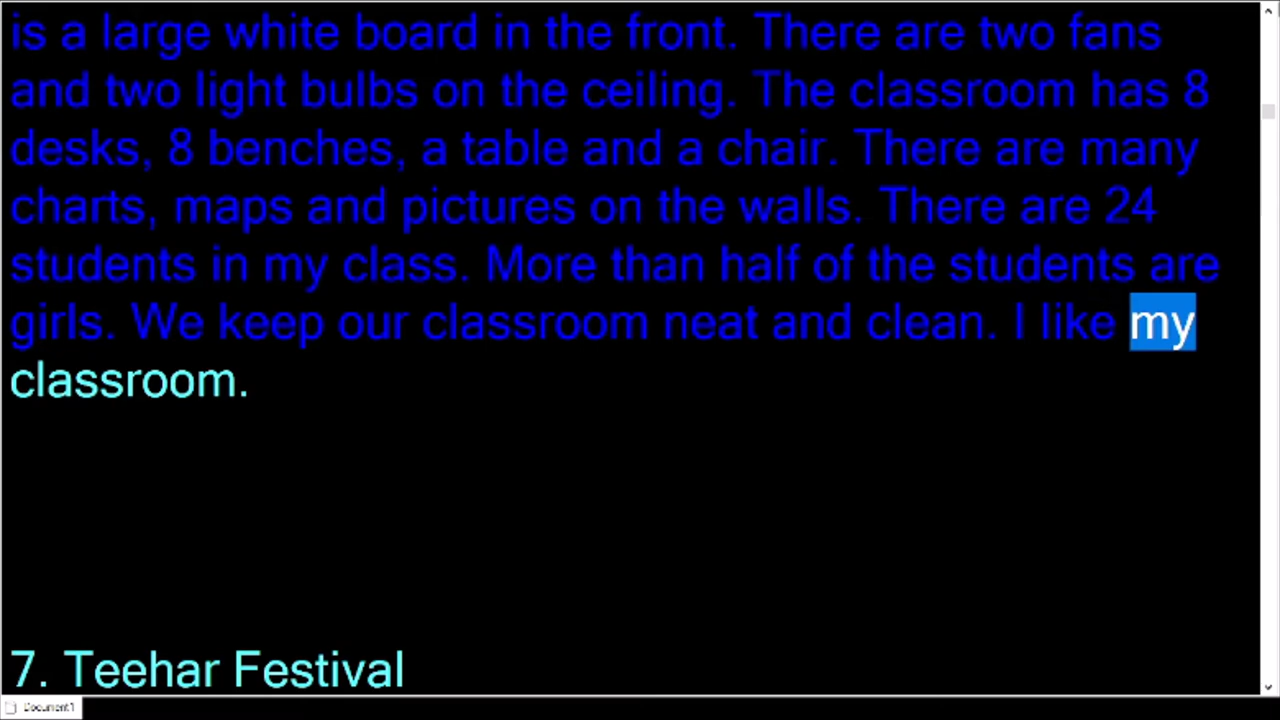 is a large white board in the front. There are two fans
and two light bulbs on the ceiling. The classroom has 8
desks, 8 benches, a table and a chair. There are many
charts, maps and pictures on the walls. There are 24
students in my class. More than half of the students are
girls. We keep our classroom neat and clean. I like my
classroom.
7. Teehar Festival
Document1